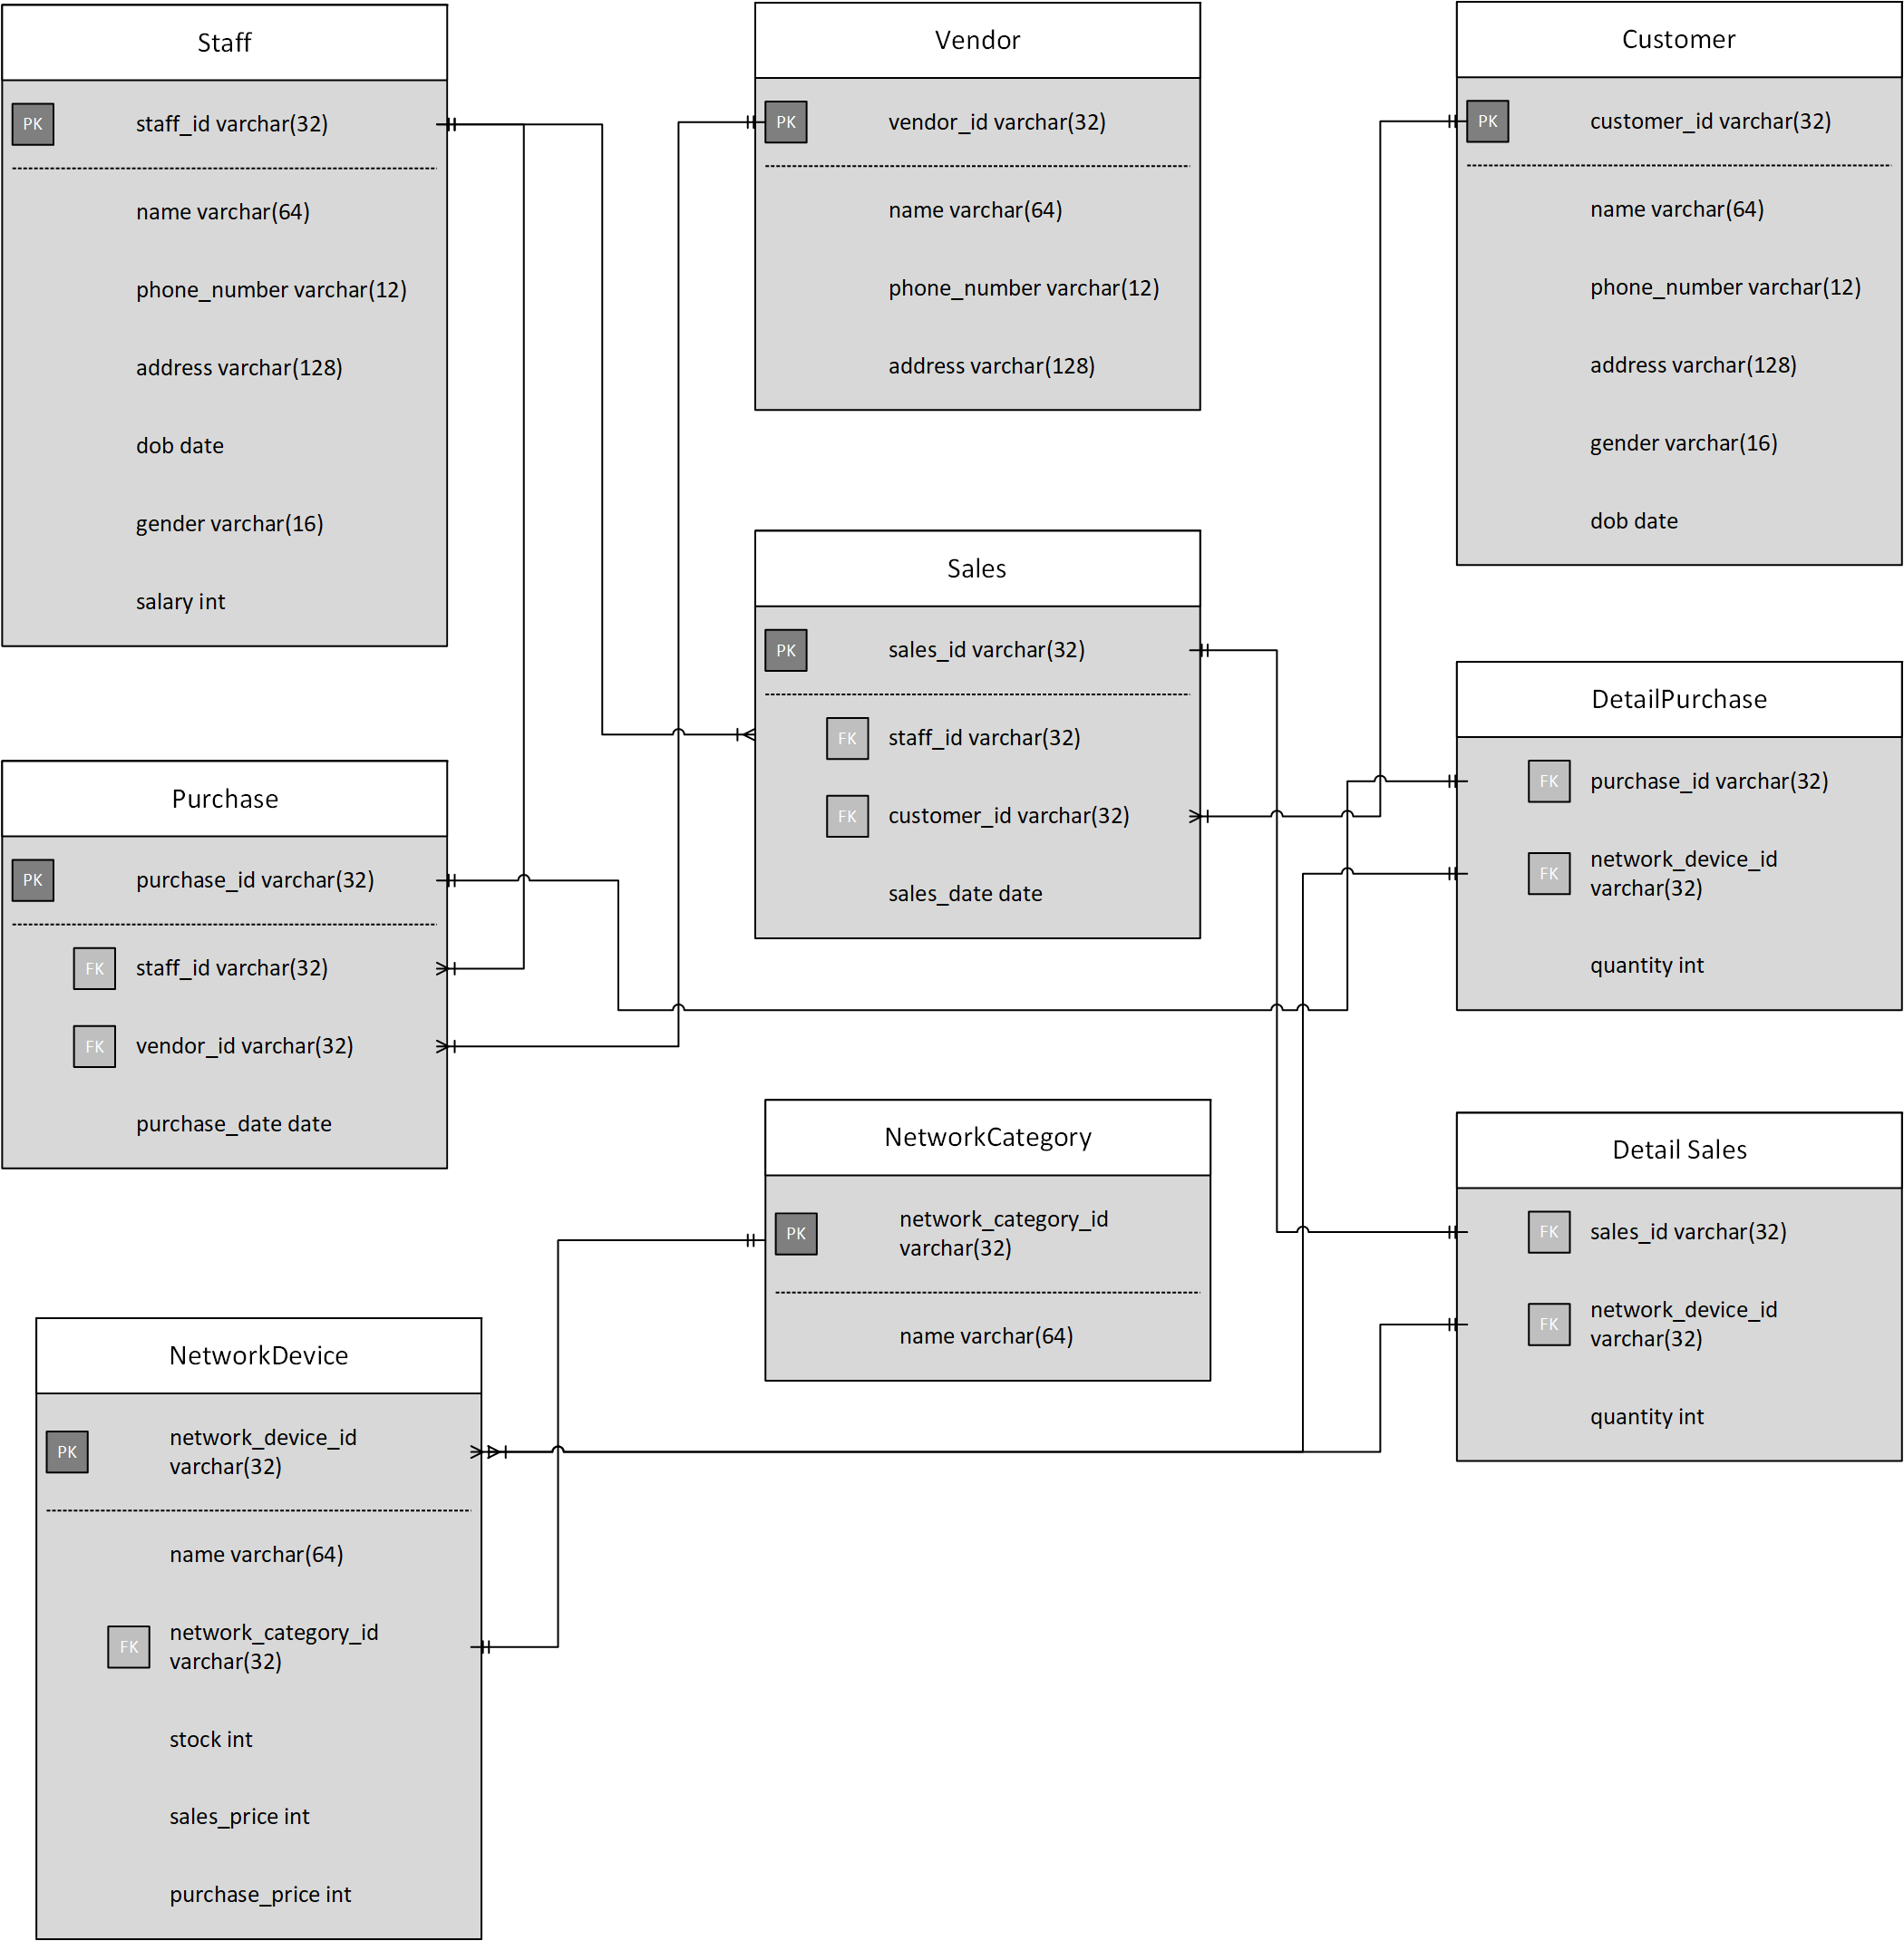 Staff
PK
staff_id varchar(32)
name varchar(64)
phone_number varchar(12)
address varchar(128)
dob date
gender varchar(16)
salary int
Vendor
PK
vendor_id varchar(32)
name varchar(64)
phone_number varchar(12)
address varchar(128)
Customer
PK
customer_id varchar(32)
name varchar(64)
phone_number varchar(12)
address varchar(128)
gender varchar(16)
dob date
Sales
PK
sales_id varchar(32)
FK
staff_id varchar(32)
FK
customer_id varchar(32)
sales_date date
DetailPurchase
FK
purchase_id varchar(32)
FK
network_device_id
varchar(32)
quantity int
Purchase
PK
purchase_id varchar(32)
FK
staff_id varchar(32)
FK
vendor_id varchar(32)
purchase_date date
NetworkCategory
PK
network_category_id
varchar(32)
name varchar(64)
Detail Sales
FK
sales_id varchar(32)
FK
network_device_id
varchar(32)
quantity int
NetworkDevice
PK
network_device_id
varchar(32)
name varchar(64)
FK
network_category_id
varchar(32)
stock int
sales_price int
purchase_price int